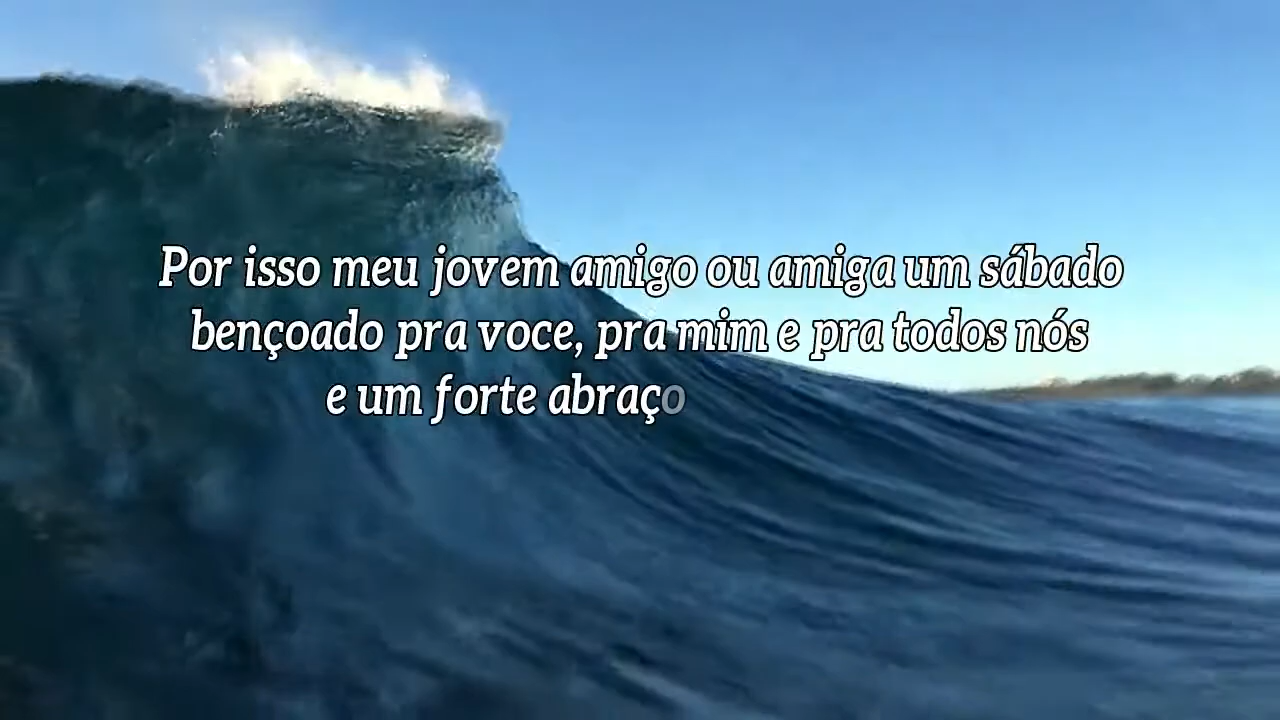 Por isso meu jovem amigo ou amiga um sábado
bençoado pra voce, pra mim e pra todos nós
e um forte abraço